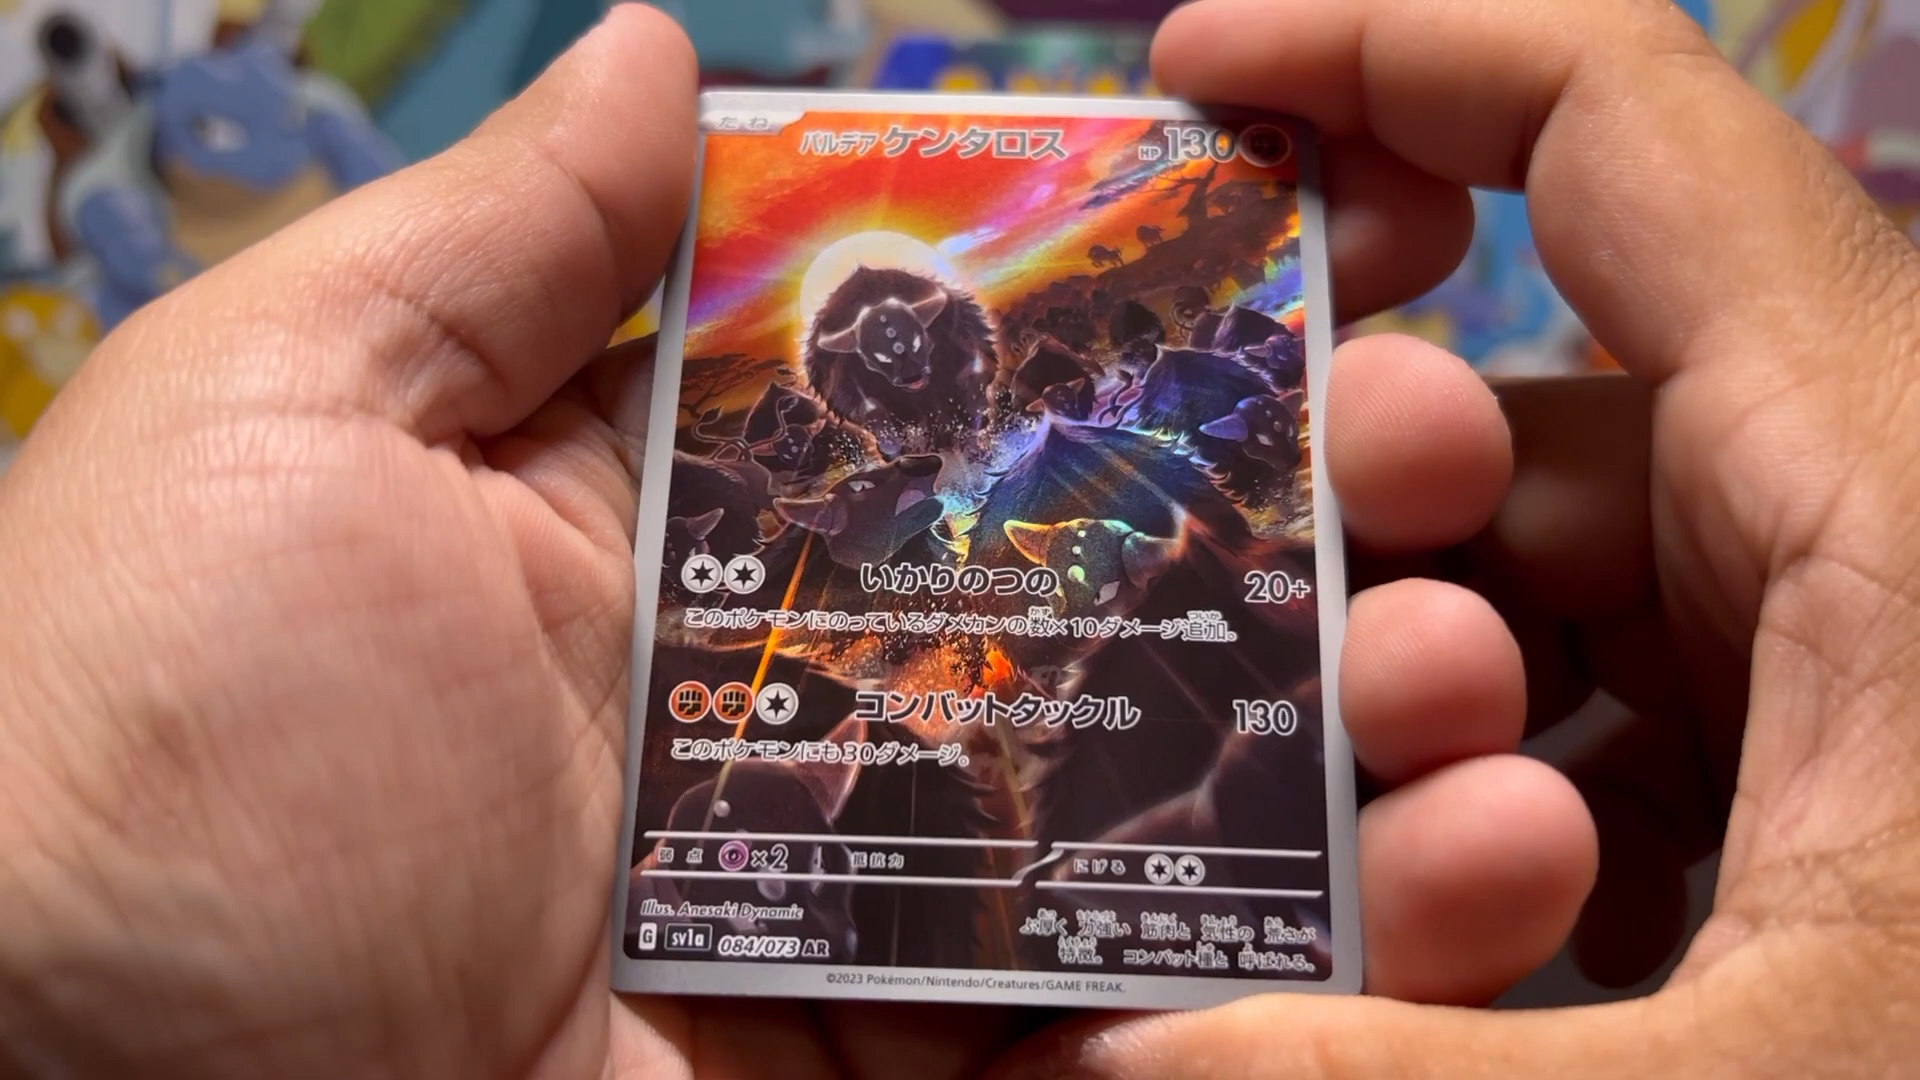 たね
パルデア ケンタロス HP 130
いかりのつの 20+
このポケモンにのっているダメカンの数×10ダメージ追加。
コンバットタックル 130
このポケモンにも30ダメージ。
弱点 ×2 抵抗力 にげる
Illus. Anesaki Dynamic
G sv1a 084/073 AR
ぶ厚く 力強い 筋肉と 気性の 荒さが
特徴。 コンバット種と 呼ばれる。
©2023 Pokémon/Nintendo/Creatures/GAME FREAK.